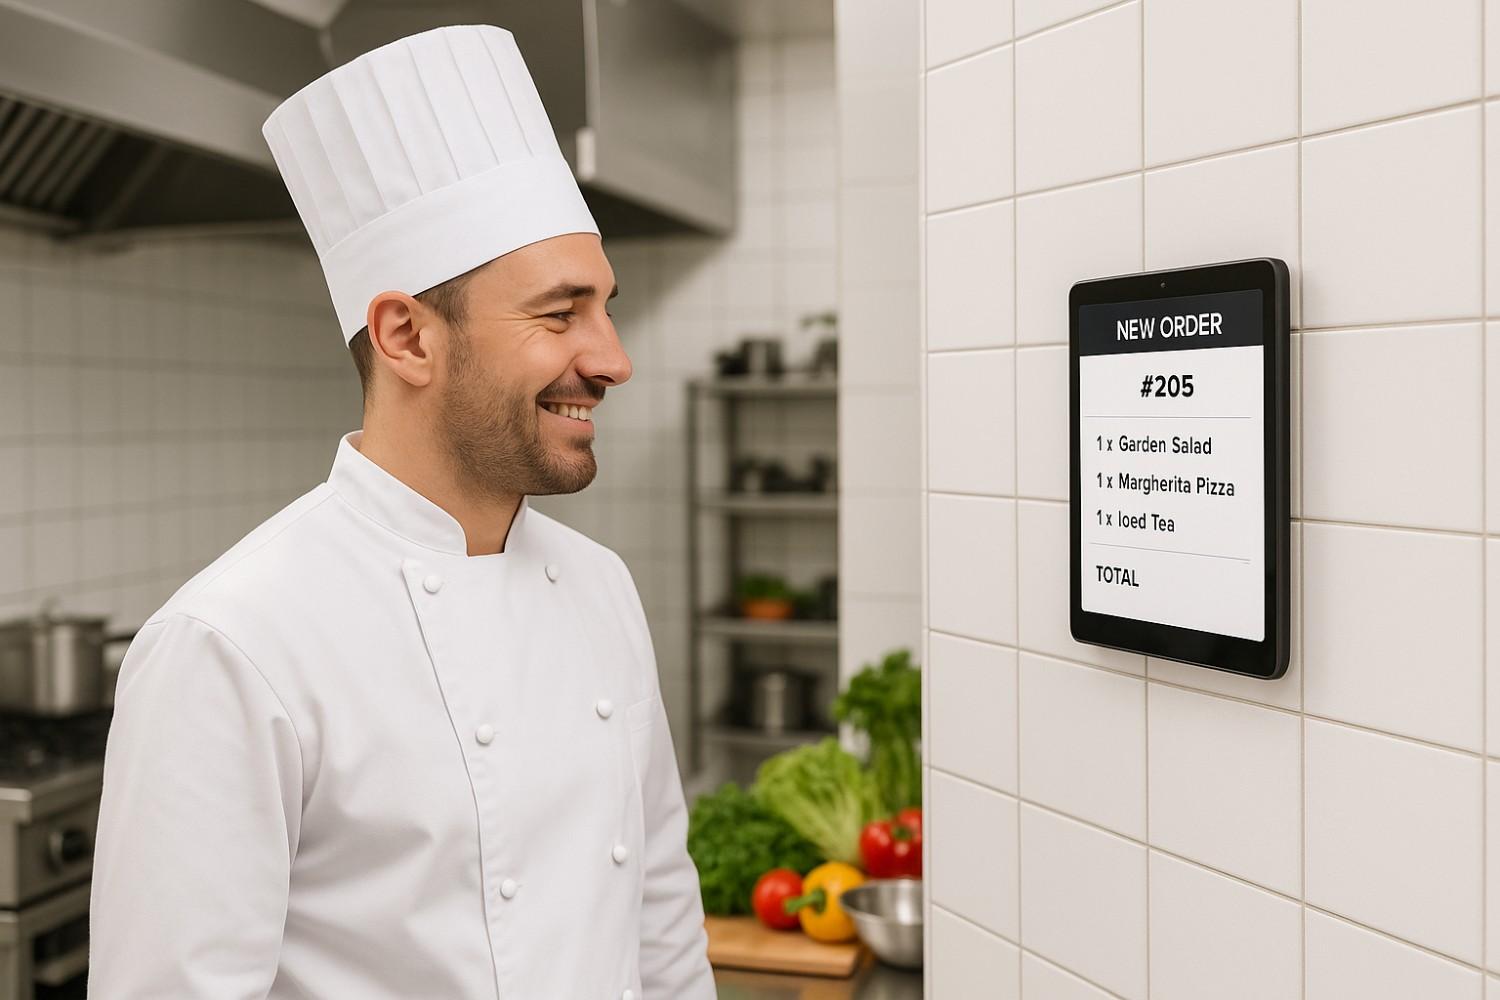 NEW ORDER
#205
1 x Garden Salad
1 x Margherita Pizza
1 x Ioed Tea
TOTAL